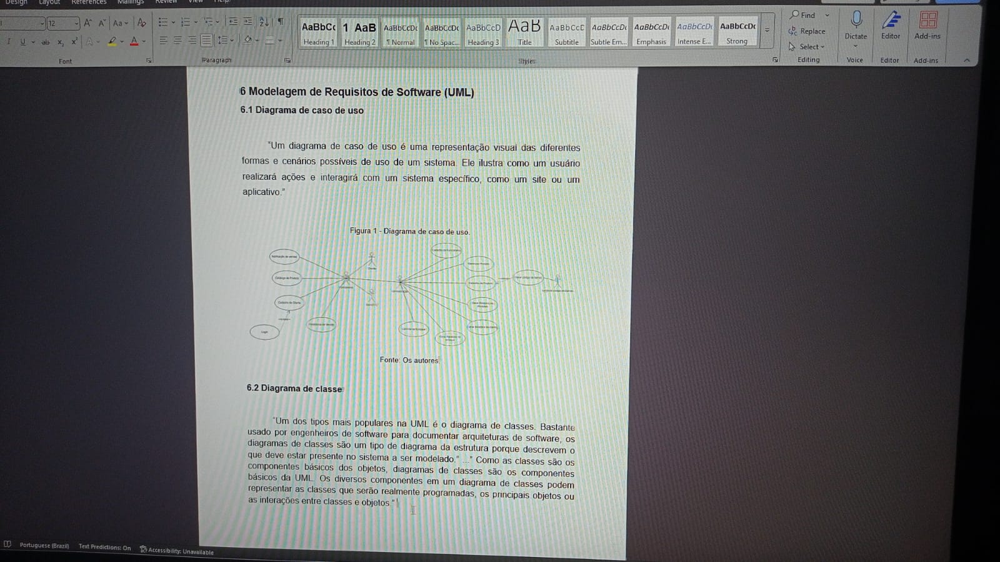 Design Layout References Mailings Review View Help
12 Aa
Find
Replace
Select
Dictate
Editor
Add-ins
AaBbCc 1 AaB AaBbCcDc AaBbCcDc AaBbCcD AaB AaBbCcD AaBbCcDc AaBbCcDc AaBbCcDc AaBbCcDc
Heading 1 Heading 2 ¶ Normal ¶ No Spac... Heading 3 Title Subtitle Subtle Em... Emphasis Intense E... Strong
Font Paragraph Styles Editing Voice Editor Add-ins
6 Modelagem de Requisitos de Software (UML)
6.1 Diagrama de caso de uso
“Um diagrama de caso de uso é uma representação visual das diferentes
formas e cenários possíveis de uso de um sistema. Ele ilustra como um usuário
realizará ações e interagirá com um sistema específico, como um site ou um
aplicativo.”
Figura 1 - Diagrama de caso de uso.
Catálogo de Produto
Cadastro de Cliente
Login
Fonte: Os autores.
6.2 Diagrama de classe
“Um dos tipos mais populares na UML é o diagrama de classes. Bastante
usado por engenheiros de software para documentar arquiteturas de software, os
diagramas de classes são um tipo de diagrama da estrutura porque descrevem o
que deve estar presente no sistema a ser modelado.” ...” Como as classes são os
componentes básicos dos objetos, diagramas de classes são os componentes
básicos da UML. Os diversos componentes em um diagrama de classes podem
representar as classes que serão realmente programadas, os principais objetos ou
as interações entre classes e objetos.”
Portuguese (Brazil) Text Predictions: On Accessibility: Unavailable